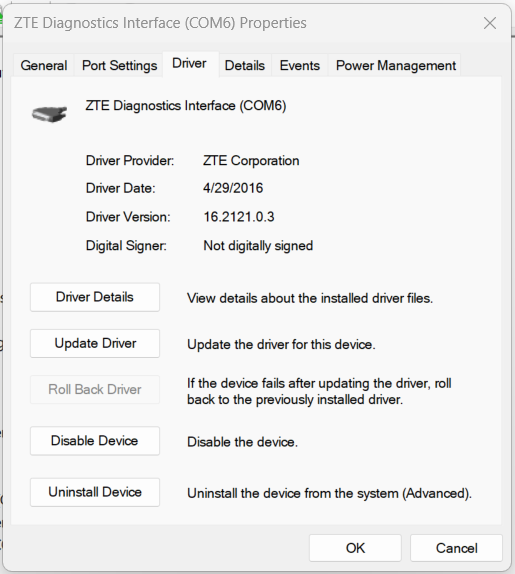 ZTE Diagnostics Interface (COM6) Properties
General Port Settings Driver Details Events Power Management
ZTE Diagnostics Interface (COM6)
Driver Provider: ZTE Corporation
Driver Date: 4/29/2016
Driver Version: 16.2121.0.3
Digital Signer: Not digitally signed
Driver Details View details about the installed driver files.
Update Driver Update the driver for this device.
Roll Back Driver If the device fails after updating the driver, roll
back to the previously installed driver.
Disable Device Disable the device.
Uninstall Device Uninstall the device from the system (Advanced).
OK Cancel